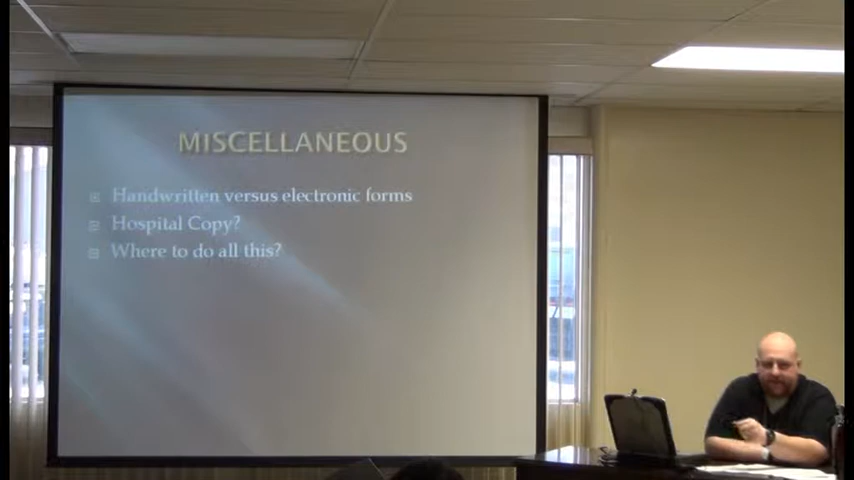 MISCELLANEOUS
Handwritten versus electronic forms
Hospital Copy?
Where to do all this?